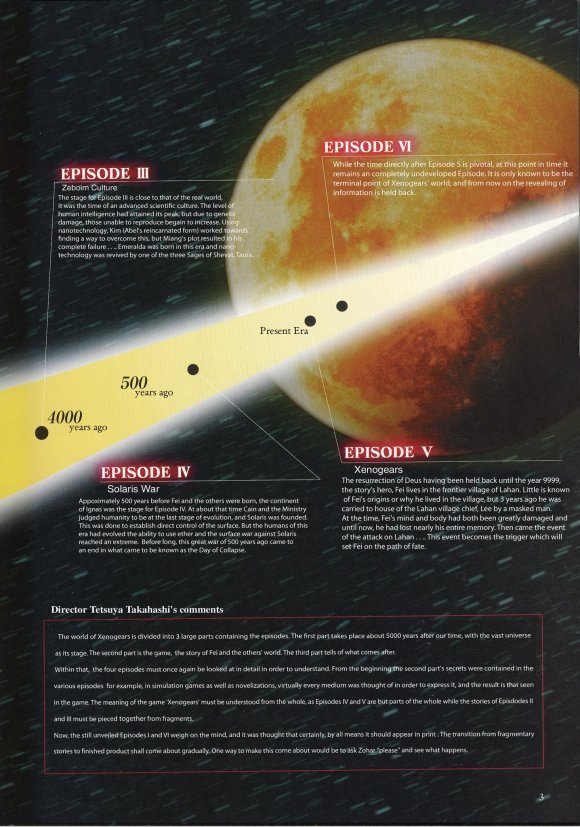 EPISODE III
Zeboim Culture
The stage for Episode III is close to that of the real world,
it was the time of an advanced scientific culture. The level of
human intelligence had attained its peak, but due to genetic
damage, those unable to reproduce begain to increase. Using
nanotechnology, Kim (Abel's reincarnated form) worked towards
finding a way to overcome this, but Miang's plot resulted in his
complete failure . . . . Emeralda was born in this era and nano-
technology was revived by one of the three Sages of Shevat, Taura.
EPISODE VI
While the time directly after Episode 5 is pivotal, at this point in time it
remains an completely undeveloped Episode. It is only known to be the
terminal point of Xenogears' world, and from now on the revealing of
information is held back.
Present Era
500
years ago
4000
years ago
EPISODE IV
Solaris War
Appoximately 500 years before Fei and the others were born, the continent
of Ignas was the stage for Episode IV. At about that time Cain and the Ministry
judged humanity to be at the last stage of evolution, and Solaris was founded.
This was done to establish direct control of the surface. But the humans of this
era had evolved the ability to use ether and the surface war against Solaris
reached an extreme. Before long, this great war of 500 years ago came to
an end in what came to be known as the Day of Collapse.
EPISODE V
Xenogears
The resurrection of Deus having been held back until the year 9999,
the story's hero, Fei lives in the frontier village of Lahan. Little is known
of Fei's origins or why he lived in the village, but 3 years ago he was
carried to house of the Lahan village chief, Lee by a masked man.
At the time, Fei's mind and body had both been greatly damaged and
until now, he had lost nearly his entire memory. Then came the event
of the attack on Lahan . . . . This event becomes the trigger which will
set Fei on the path of fate.
Director Tetsuya Takahashi's comments
The world of Xenogears is divided into 3 large parts containing the episodes. The first part takes place about 5000 years after our time, with the vast universe
as its stage. The second part is the game, the story of Fei and the others' world. The third part tells of what comes after.
Within that, the four episodes must once again be looked at in detail in order to understand. From the beginning the second part's secrets were contained in the
various episodes for example, in simulation games as well as novelizations, virtually every medium was thought of in order to express it, and the result is that seen
in the game. The meaning of the game 'Xenogears' must be understood from the whole, as Episodes IV and V are but parts of the whole while the stories of Epidsodes II
and III must be pieced together from fragments.
Now, the still unveiled Episodes I and VI weigh on the mind, and it was thought that certainly, by all means it should appear in print . The transition from fragmentary
stories to finished product shall come about gradually. One way to make this come about would be to ask Zohar "please" and see what happens.
3